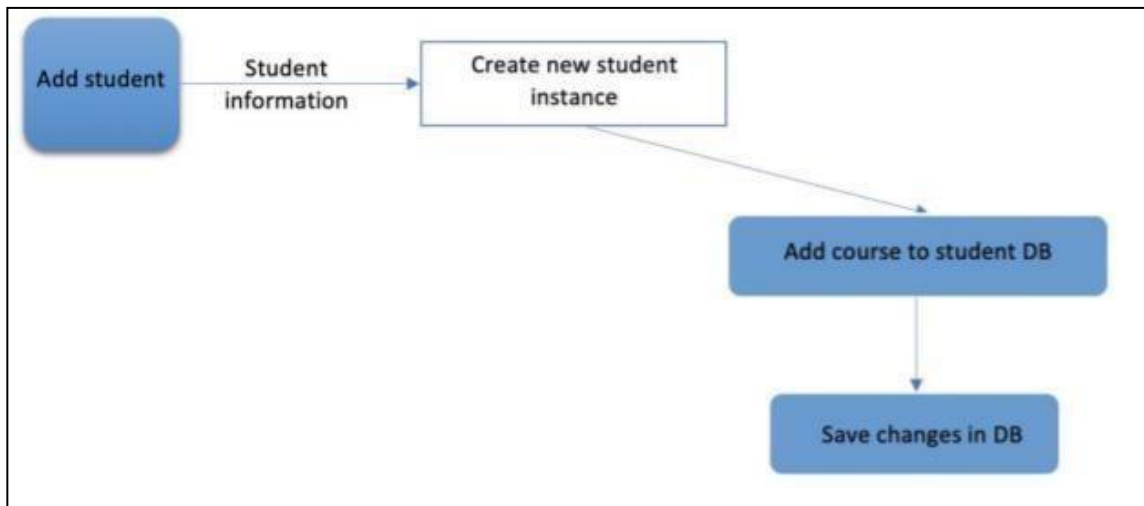 Add student
Student
information
Create new student
instance
Add course to student DB
Save changes in DB